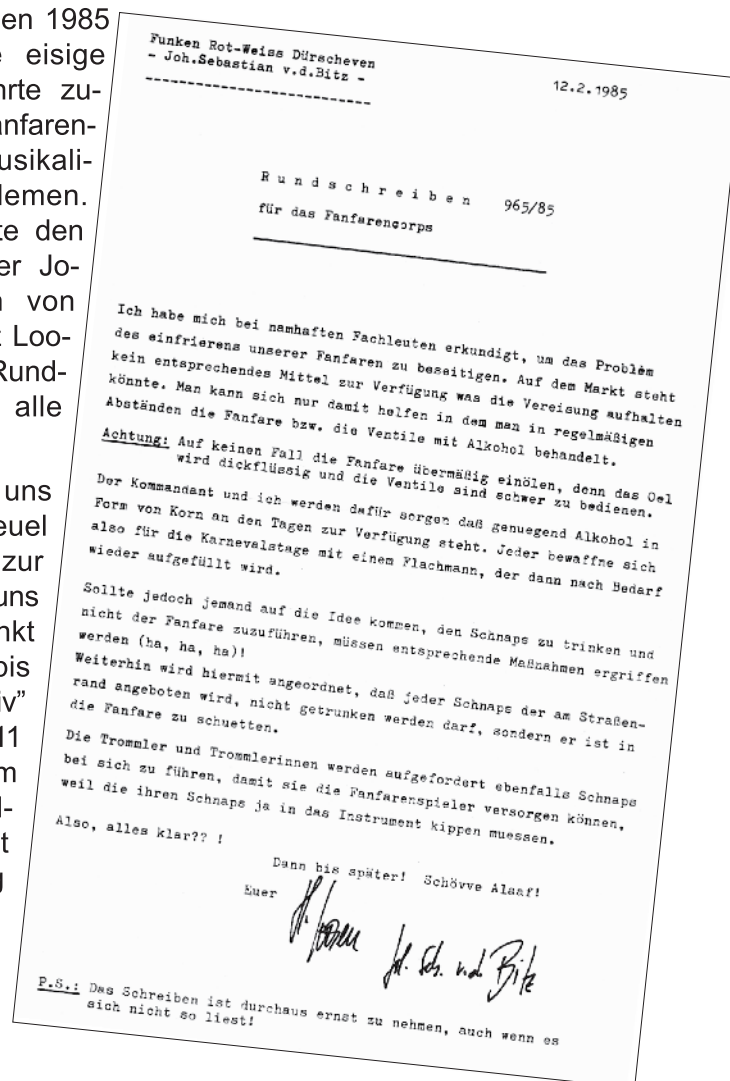 en 1985
eisige
hrte zu-
anfaren-
usikali-
lemen.
te den
er Jo-
von
Loo-
Rund-
alle
uns
euel
zur
uns
nkt
bis
iv”
11
m
l-
t
g
Funken Rot-Weiss Dürscheven
- Joh.Sebastian v.d.Bitz -
12.2.1985
R u n d s c h r e i b e n 965/85
für das Fanfarencorps
Ich habe mich bei namhaften Fachleuten erkundigt, um das Problem
des einfrierens unserer Fanfaren zu beseitigen. Auf dem Markt steht
kein entsprechendes Mittel zur Verfügung was die Vereisung aufhalten
könnte. Man kann sich nur damit helfen in dem man in regelmäßigen
Abständen die Fanfare bzw. die Ventile mit Alkohol behandelt.
Achtung: Auf keinen Fall die Fanfare übermäßig einölen, denn das Oel
wird dickflüssig und die Ventile sind schwer zu bedienen.
Der Kommandant und ich werden dafür sorgen daß genuegend Alkohol in
Form von Korn an den Tagen zur Verfügung steht. Jeder bewaffne sich
also für die Karnevalstage mit einem Flachmann, der dann nach Bedarf
wieder aufgefüllt wird.
Sollte jedoch jemand auf die Idee kommen, den Schnaps zu trinken und
nicht der Fanfare zuzuführen, müssen entsprechende Maßnahmen ergriffen
werden (ha, ha, ha)!
Weiterhin wird hiermit angeordnet, daß jeder Schnaps der am Straßen-
rand angeboten wird, nicht getrunken werden darf, sondern er ist in
die Fanfare zu schuetten.
Die Trommler und Trommlerinnen werden aufgefordert ebenfalls Schnaps
bei sich zu führen, damit sie die Fanfarenspieler versorgen können,
weil die ihren Schnaps ja in das Instrument kippen muessen.
Also, alles klar?? !
Dann bis später! Schövve Alaaf!
Euer
H. Joh. Seb. v.d. Bitz
P.S.: Das Schreiben ist durchaus ernst zu nehmen, auch wenn es
sich nicht so liest!